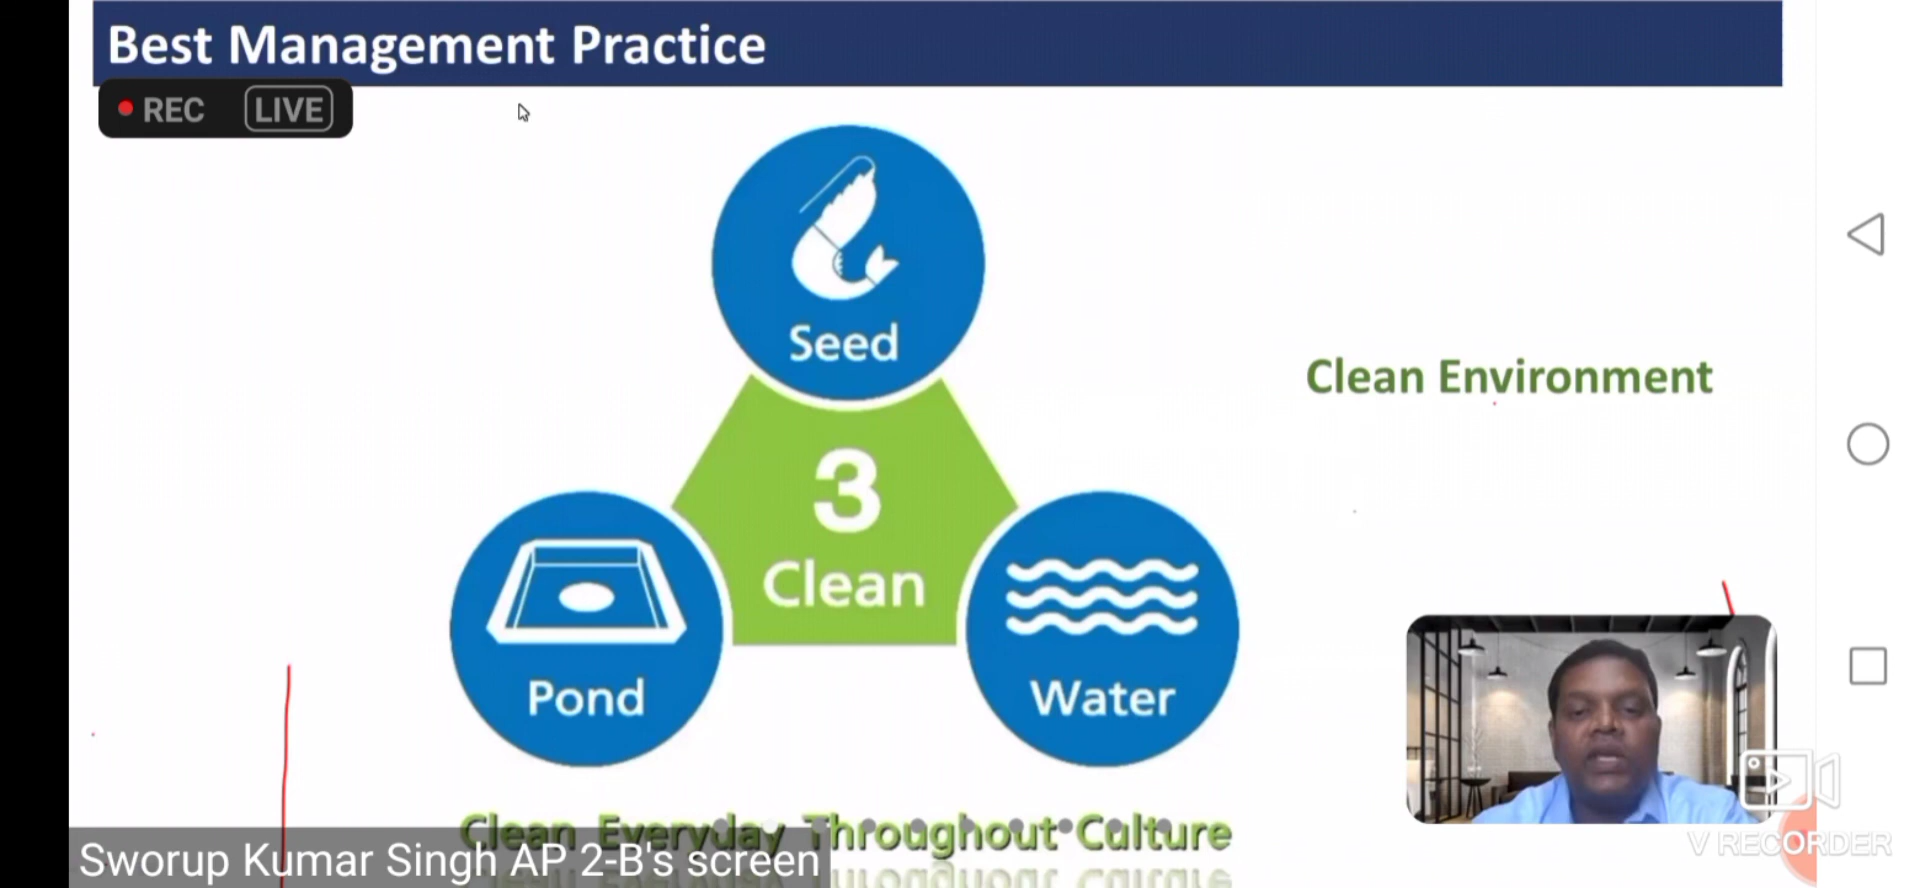 Best Management Practice
REC LIVE
Seed
Clean Environment
3
Clean
Pond
Water
Clean Everyday Throughout Culture
Sworup Kumar Singh AP 2-B's screen
V RECORDER